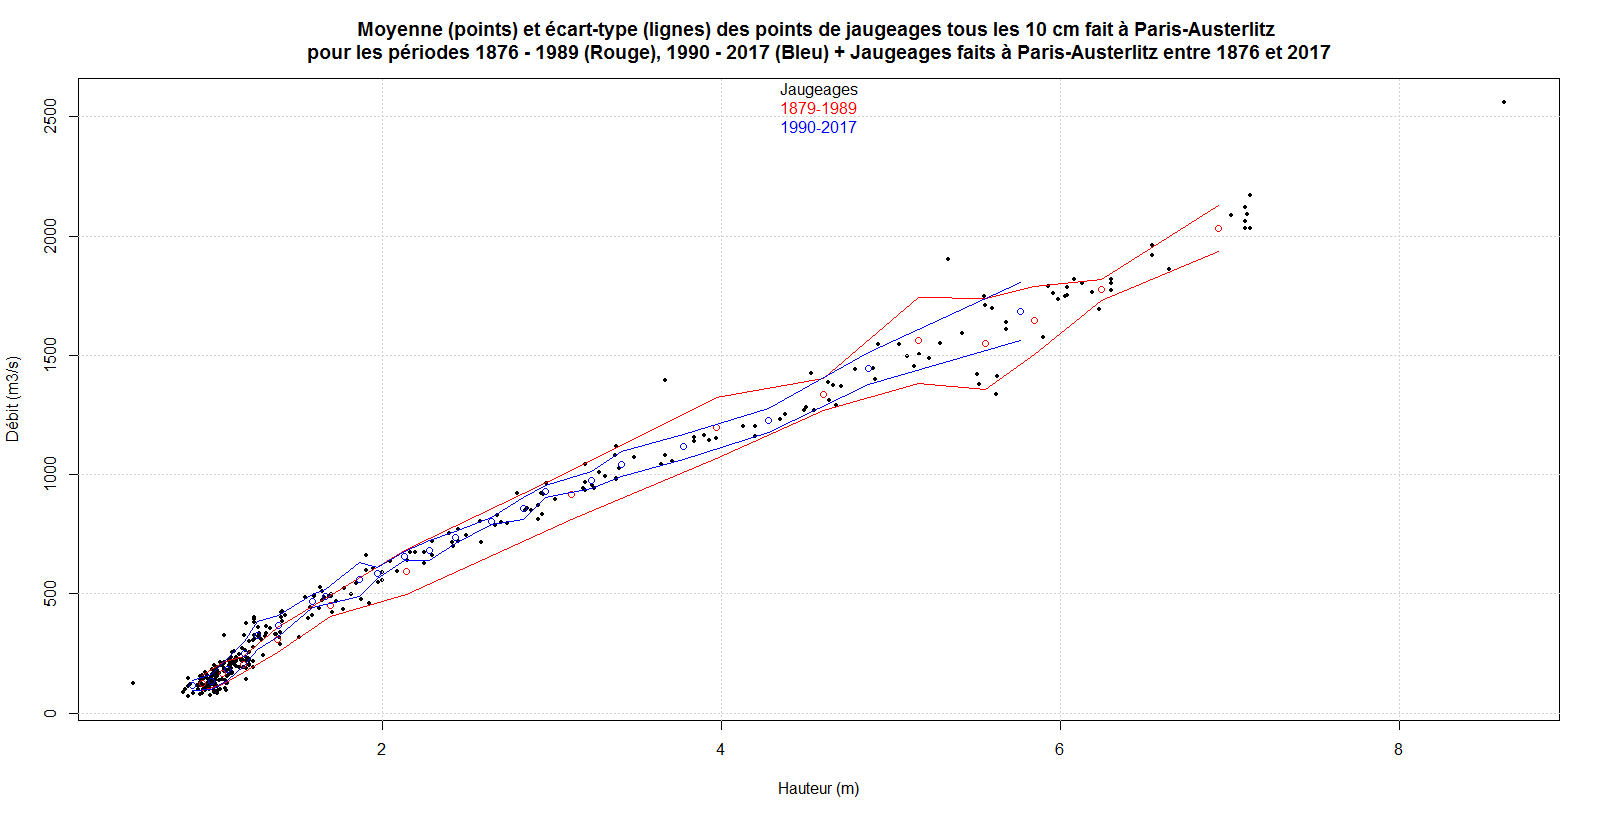 Moyenne (points) et écart-type (lignes) des points de jaugeages tous les 10 cm fait à Paris-Austerlitz
pour les périodes 1876 - 1989 (Rouge), 1990 - 2017 (Bleu) + Jaugeages faits à Paris-Austerlitz entre 1876 et 2017
Jaugeages
1879-1989
1990-2017
2500
2000
1500
1000
500
0
Débit (m3/s)
2 4 6 8
Hauteur (m)